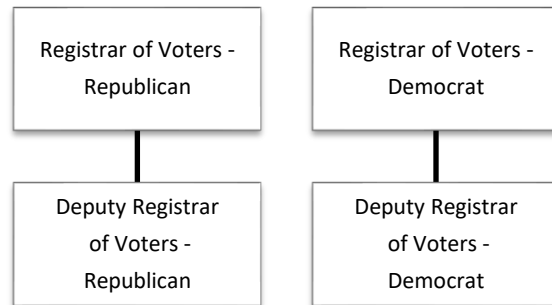 Registrar of Voters -
Republican
Registrar of Voters -
Democrat
Deputy Registrar
of Voters -
Republican
Deputy Registrar
of Voters -
Democrat